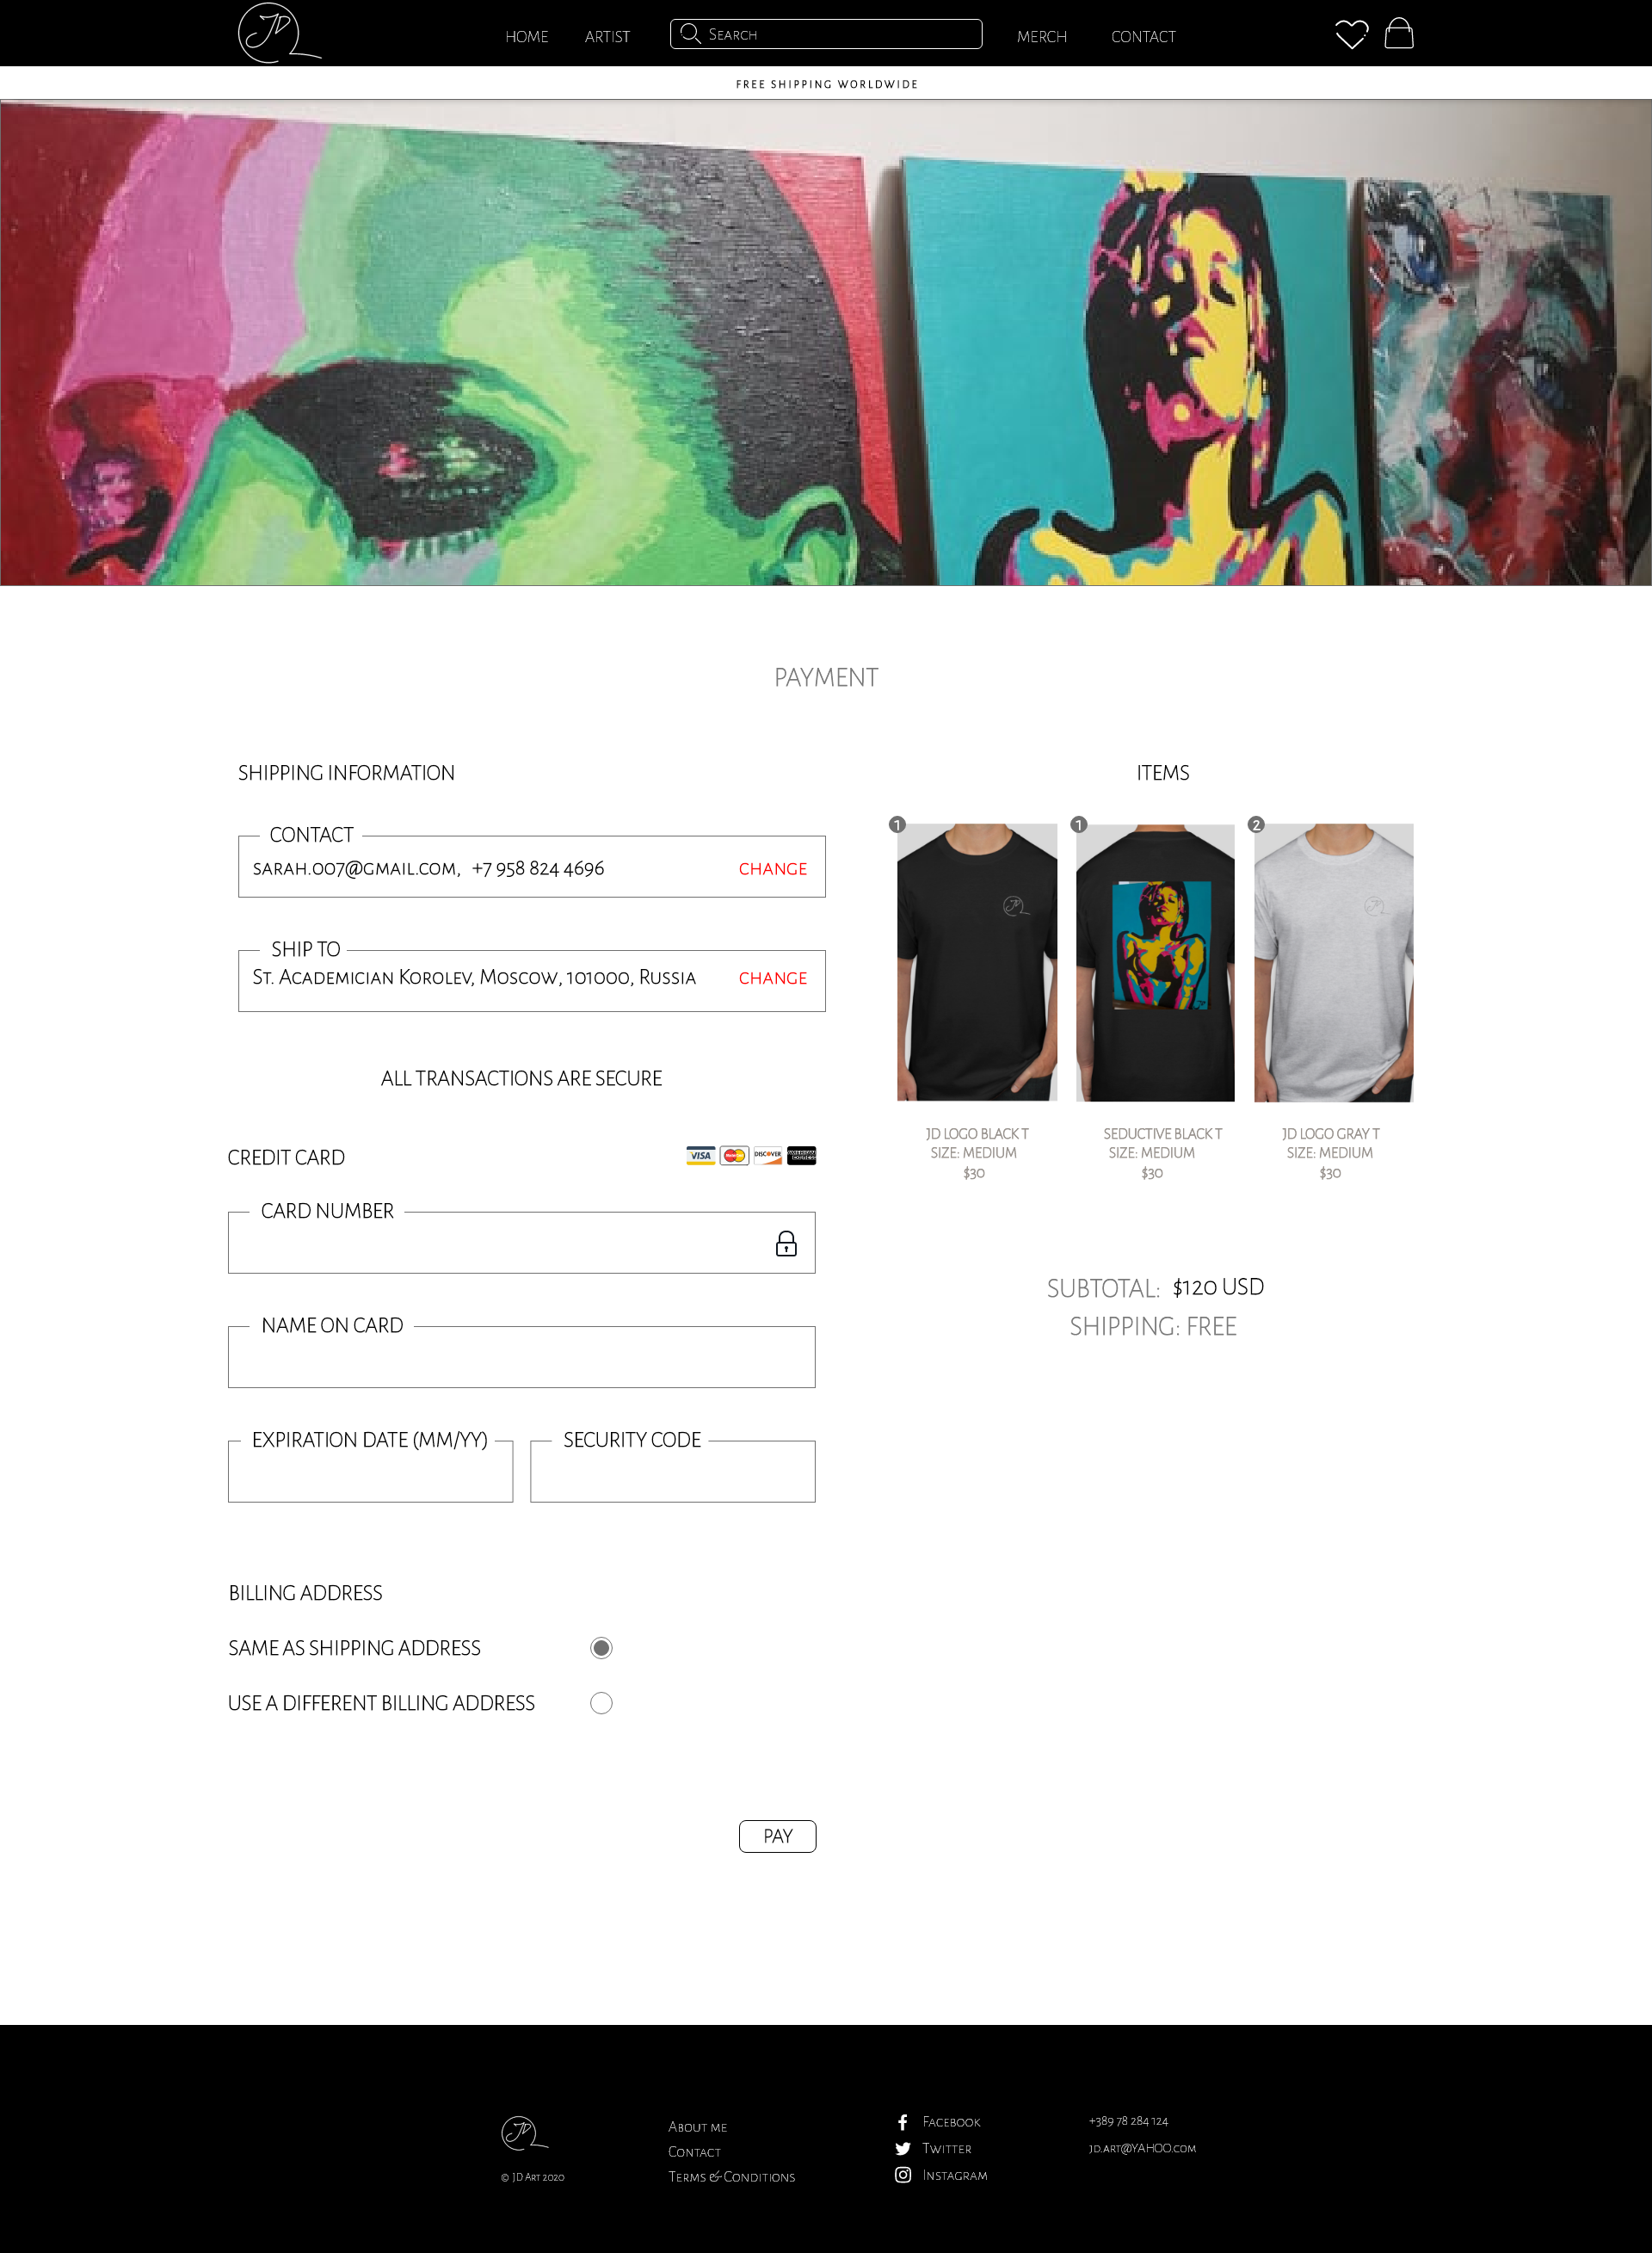 JD
HOME ARTIST Search MERCH CONTACT
FREE SHIPPING WORLDWIDE
PAYMENT
SHIPPING INFORMATION
CONTACT
sarah.007@gmail.com, +7 958 824 4696 change
SHIP TO
St. Academician Korolev, Moscow, 101000, Russia change
ALL TRANSACTIONS ARE SECURE
CREDIT CARD
VISA MasterCard DISCOVER AMERICAN EXPRESS
CARD NUMBER
NAME ON CARD
EXPIRATION DATE (MM/YY) SECURITY CODE
BILLING ADDRESS
SAME AS SHIPPING ADDRESS
USE A DIFFERENT BILLING ADDRESS
PAY
ITEMS
1 1 2
JD LOGO BLACK T
SIZE: MEDIUM
$30
SEDUCTIVE BLACK T
SIZE: MEDIUM
$30
JD LOGO GRAY T
SIZE: MEDIUM
$30
SUBTOTAL: $120 USD
SHIPPING: FREE
JD
© JD Art 2020
About me
Contact
Terms & Conditions
Facebook
Twitter
Instagram
+389 78 284 124
jd.art@YAHOO.com